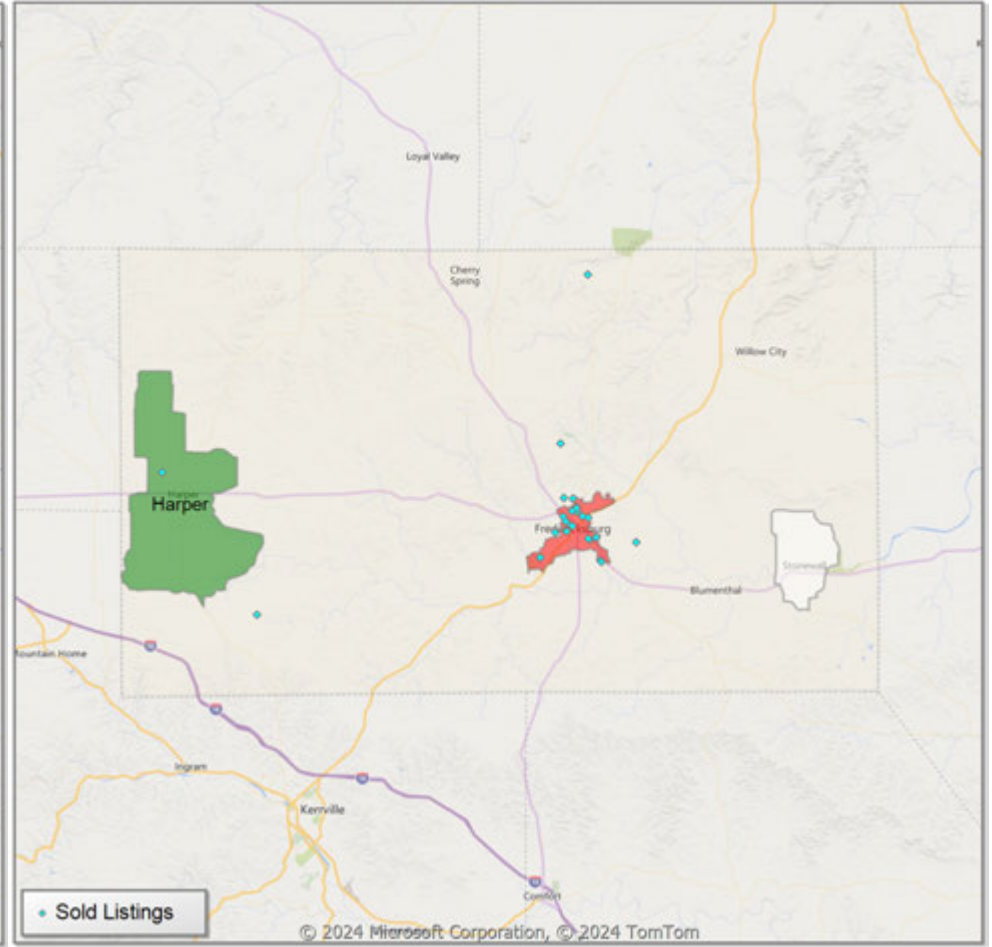 Loyal Valley
Cherry
Spring
Willow City
Harper
Harper
Fredericksburg
Stonewall
Blumenthal
Mountain Home
Ingram
Kerrville
Comfort
Sold Listings
© 2024 Microsoft Corporation, © 2024 TomTom